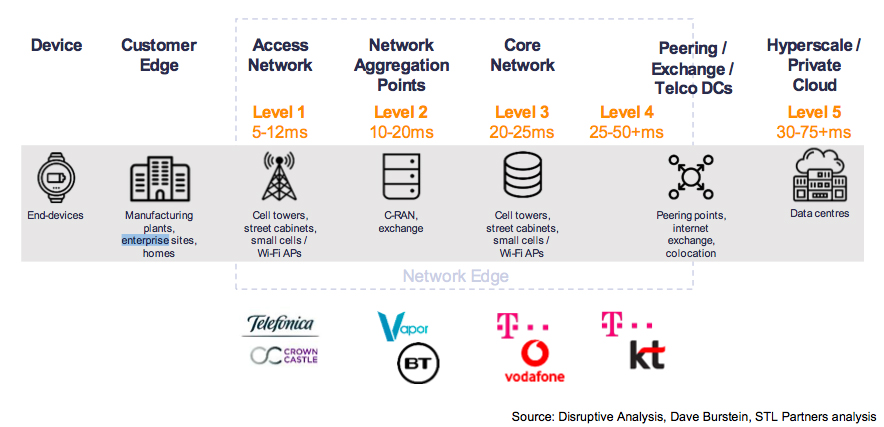 Device
Customer
Edge
Access
Network
Network
Aggregation
Points
Core
Network
Peering /
Exchange /
Telco DCs
Hyperscale /
Private
Cloud
Level 1
5-12ms
Level 2
10-20ms
Level 3
20-25ms
Level 4
25-50+ms
Level 5
30-75+ms
End-devices
Manufacturing
plants,
enterprise sites,
homes
Cell towers,
street cabinets,
small cells /
Wi-Fi APs
C-RAN,
exchange
Cell towers,
street cabinets,
small cells /
Wi-Fi APs
Peering points,
internet
exchange,
colocation
Data centres
Network Edge
Telefónica
CROWN
CASTLE
Vapor
BT
T
vodafone
T
kt
Source: Disruptive Analysis, Dave Burstein, STL Partners analysis